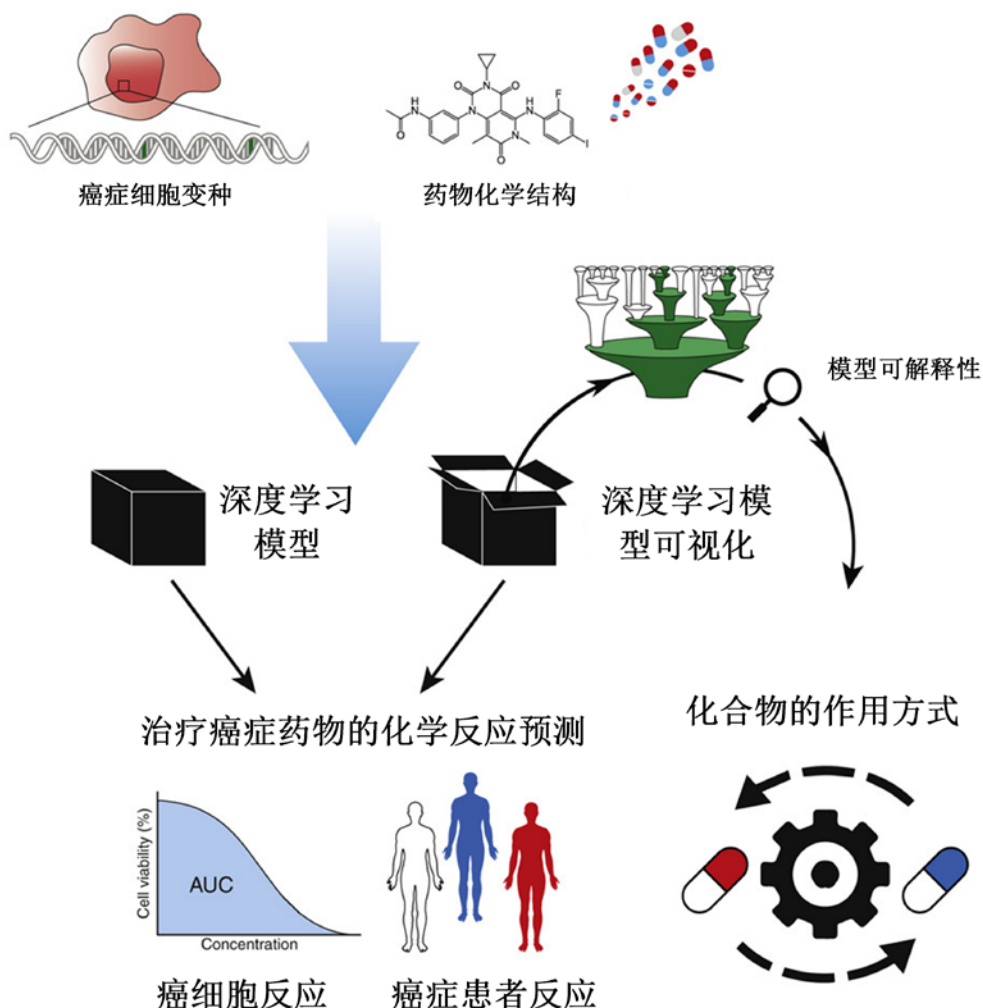 癌症细胞变种
药物化学结构
H
N
O
N
O
N
O
N
O
HN
F
I
模型可解释性
深度学习
模型
深度学习模
型可视化
治疗癌症药物的化学反应预测
化合物的作用方式
Cell viability (%)
AUC
Concentration
癌细胞反应
癌症患者反应